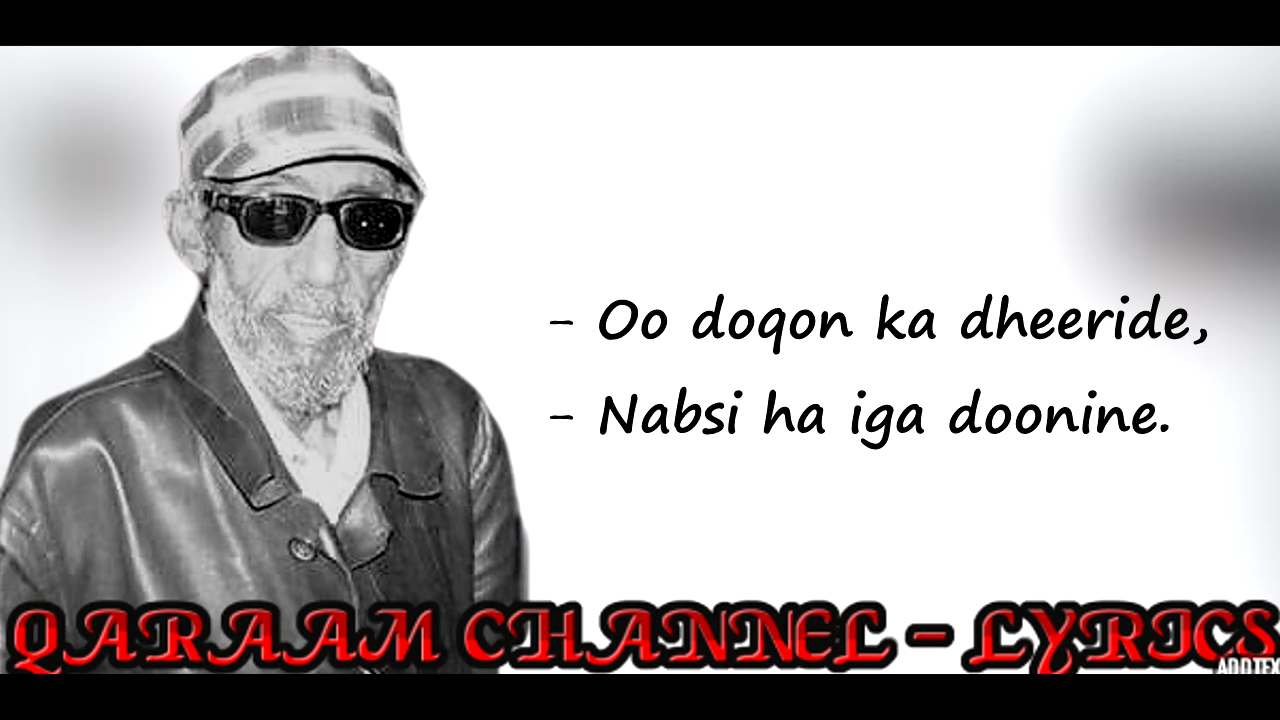 - Oo doqon ka dheeride,
- Nabsi ha iga doonine.
QARAAM CHANNEL - LYRICS